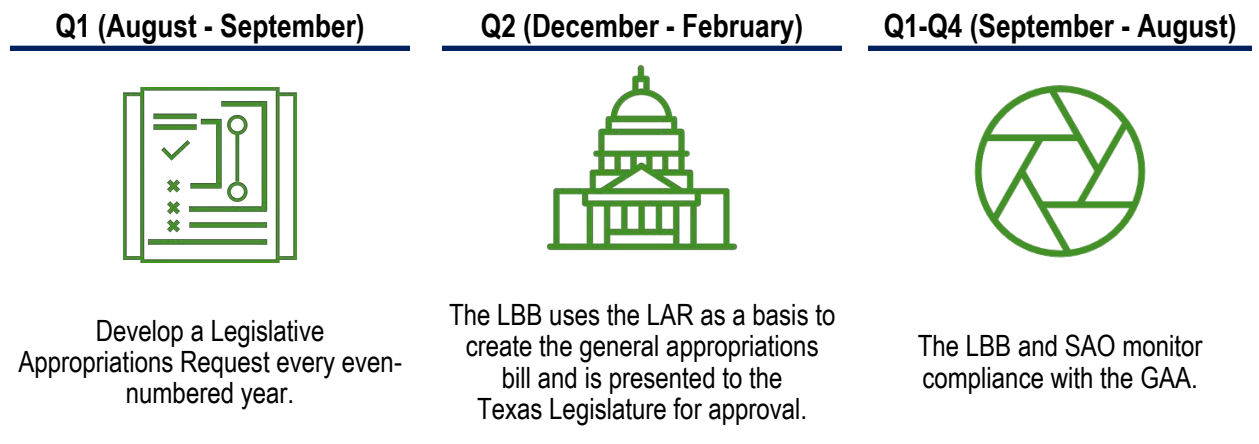 Q1 (August - September)
Develop a Legislative
Appropriations Request every even-
numbered year.
Q2 (December - February)
The LBB uses the LAR as a basis to
create the general appropriations
bill and is presented to the
Texas Legislature for approval.
Q1-Q4 (September - August)
The LBB and SAO monitor
compliance with the GAA.